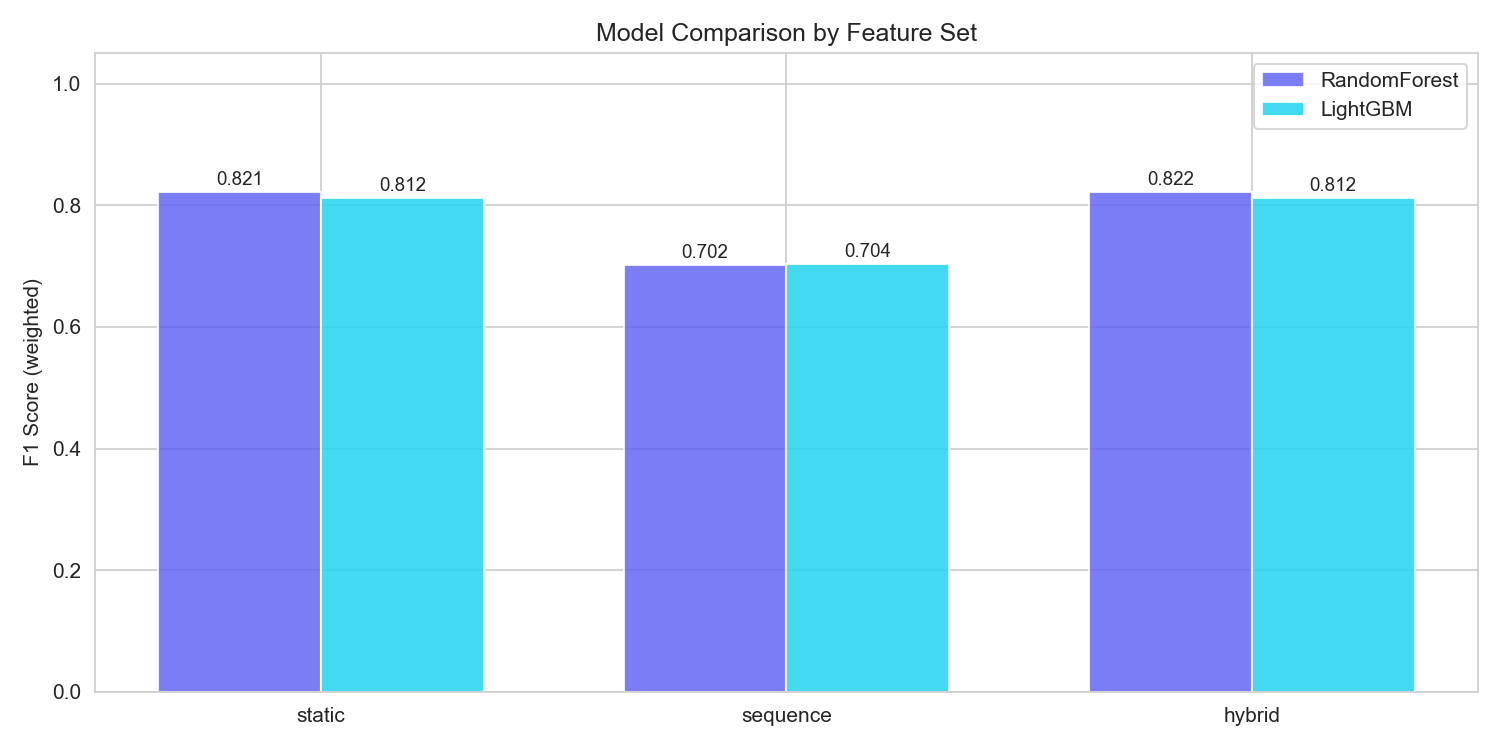 Model Comparison by Feature Set
RandomForest
LightGBM
F1 Score (weighted)
1.0
0.8
0.6
0.4
0.2
0.0
0.821
0.812
0.702
0.704
0.822
0.812
static
sequence
hybrid